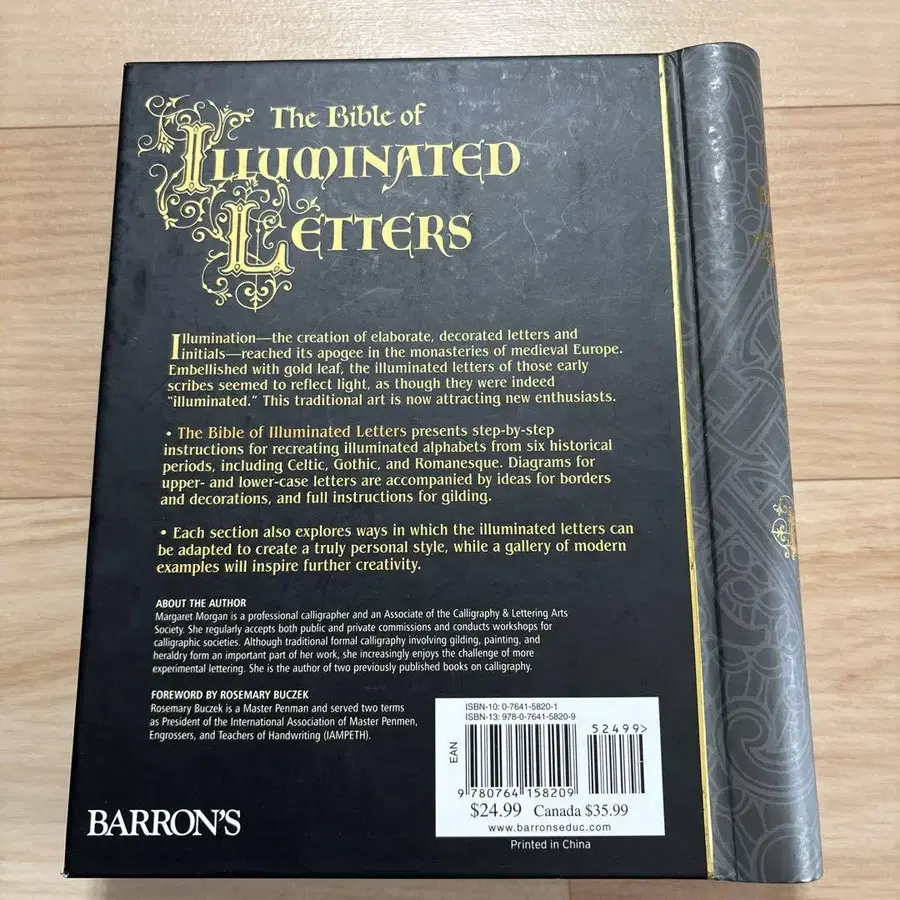 The Bible of
ILLUMINATED
LETTERS
Illumination—the creation of elaborate, decorated letters and
initials—reached its apogee in the monasteries of medieval Europe.
Embellished with gold leaf, the illuminated letters of those early
scribes seemed to reflect light, as though they were indeed
"illuminated." This traditional art is now attracting new enthusiasts.
• The Bible of Illuminated Letters presents step-by-step
instructions for recreating illuminated alphabets from six historical
periods, including Celtic, Gothic, and Romanesque. Diagrams for
upper- and lower-case letters are accompanied by ideas for borders
and decorations, and full instructions for gilding.
• Each section also explores ways in which the illuminated letters can
be adapted to create a truly personal style, while a gallery of modern
examples will inspire further creativity.
ABOUT THE AUTHOR
Margaret Morgan is a professional calligrapher and an Associate of the Calligraphy & Lettering Arts
Society. She regularly accepts both public and private commissions and conducts workshops for
calligraphic societies. Although traditional formal calligraphy involving gilding, painting, and
heraldry form an important part of her work, she increasingly enjoys the challenge of more
experimental lettering. She is the author of two previously published books on calligraphy.
FOREWORD BY ROSEMARY BUCZEK
Rosemary Buczek is a Master Penman and served two terms
as President of the International Association of Master Penmen,
Engrossers, and Teachers of Handwriting (IAMPETH).
ISBN-10: 0-7641-5820-1
ISBN-13: 978-0-7641-5820-9
52499>
EAN
9 780764 158209
$24.99 Canada $35.99
www.barronseduc.com
Printed in China
BARRON'S